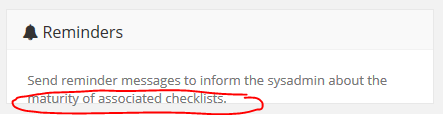 Reminders
Send reminder messages to inform the sysadmin about the
maturity of associated checklists.